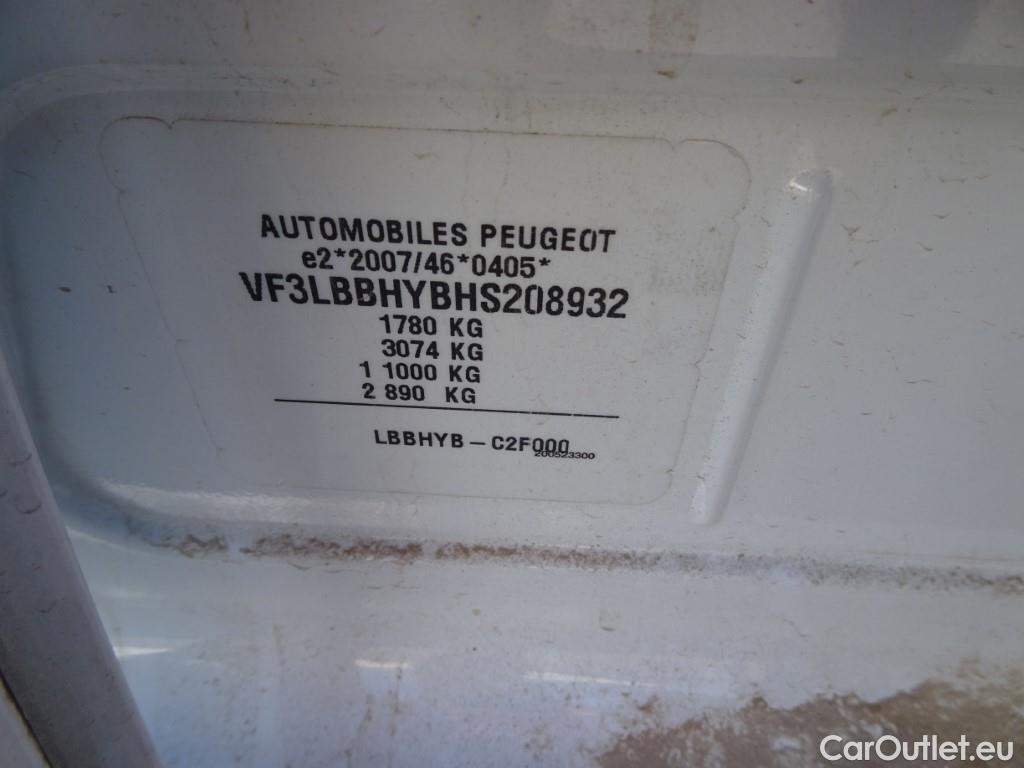 AUTOMOBILES PEUGEOT
e2*2007/46*0405*
VF3LBBHYBHS208932
1780 KG
3074 KG
1 1000 KG
2 890 KG
LBBHYB – C2F000
200523300
CarOutlet.eu